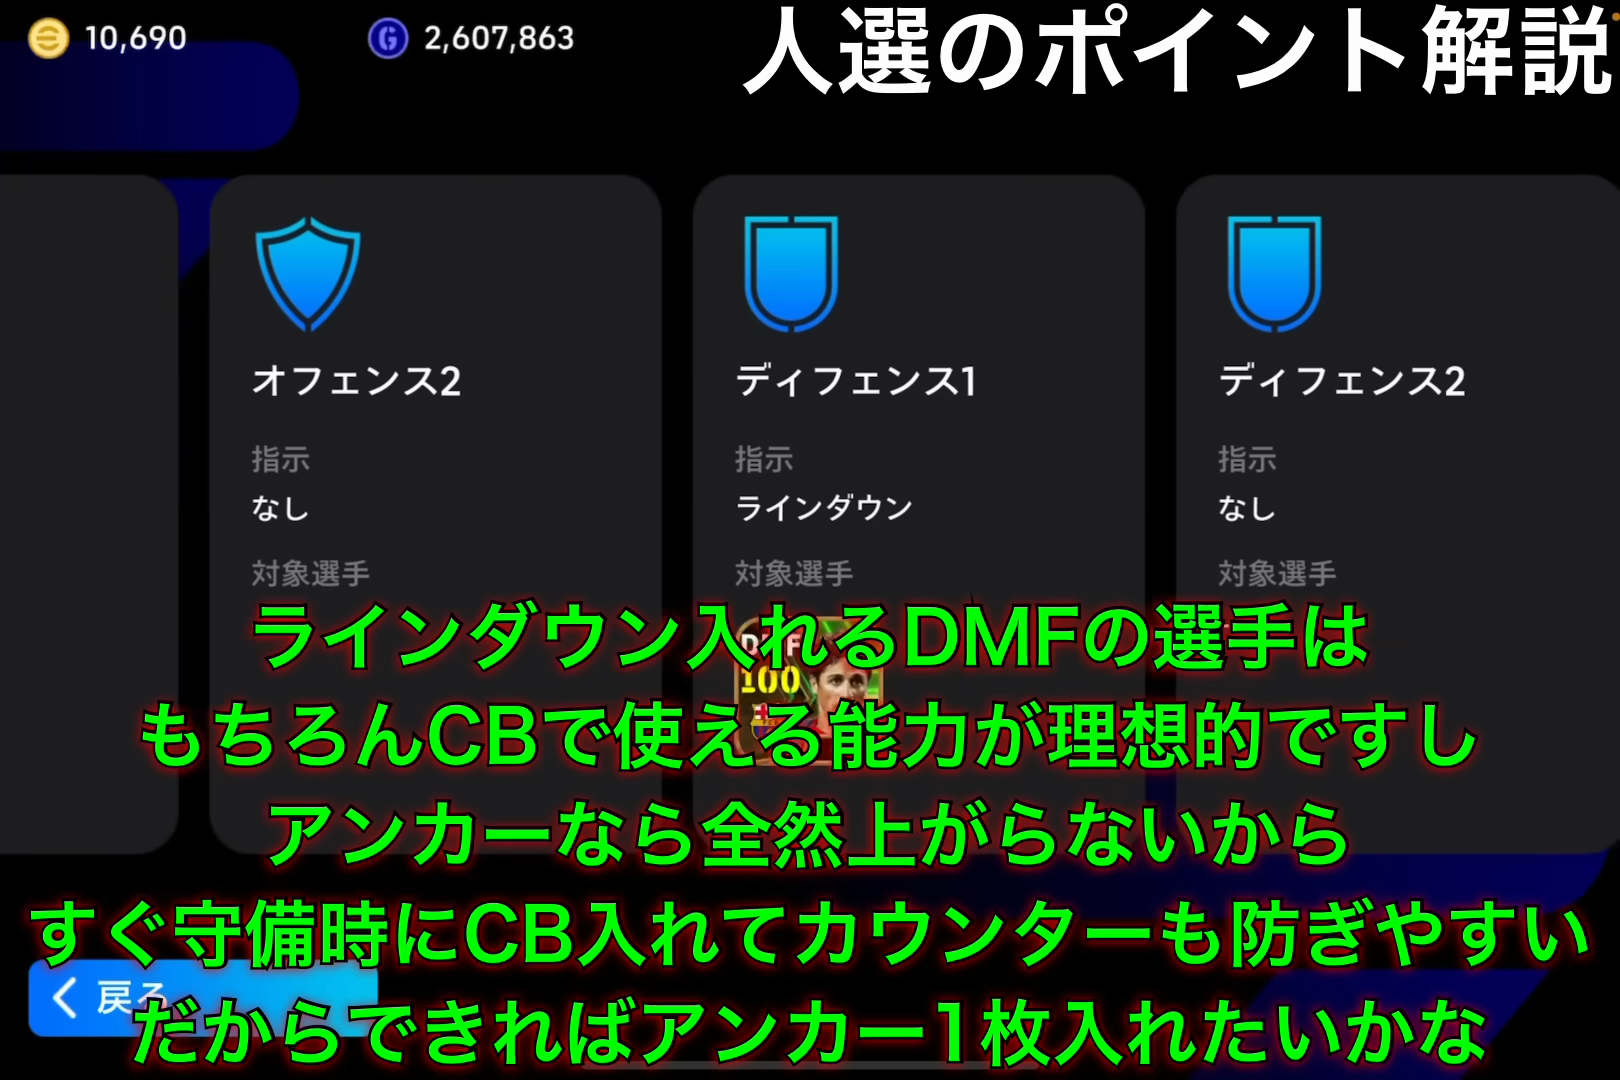 10,690
2,607,863
人選のポイント解説
オフェンス2
指示
なし
対象選手
ディフェンス1
指示
ラインダウン
対象選手
DMF
100
ディフェンス2
指示
なし
対象選手
ラインダウン入れるDMFの選手は
もちろんCBで使える能力が理想的ですし
アンカーなら全然上がらないから
すぐ守備時にCB入れてカウンターも防ぎやすい
だからできればアンカー1枚入れたいかな
戻る